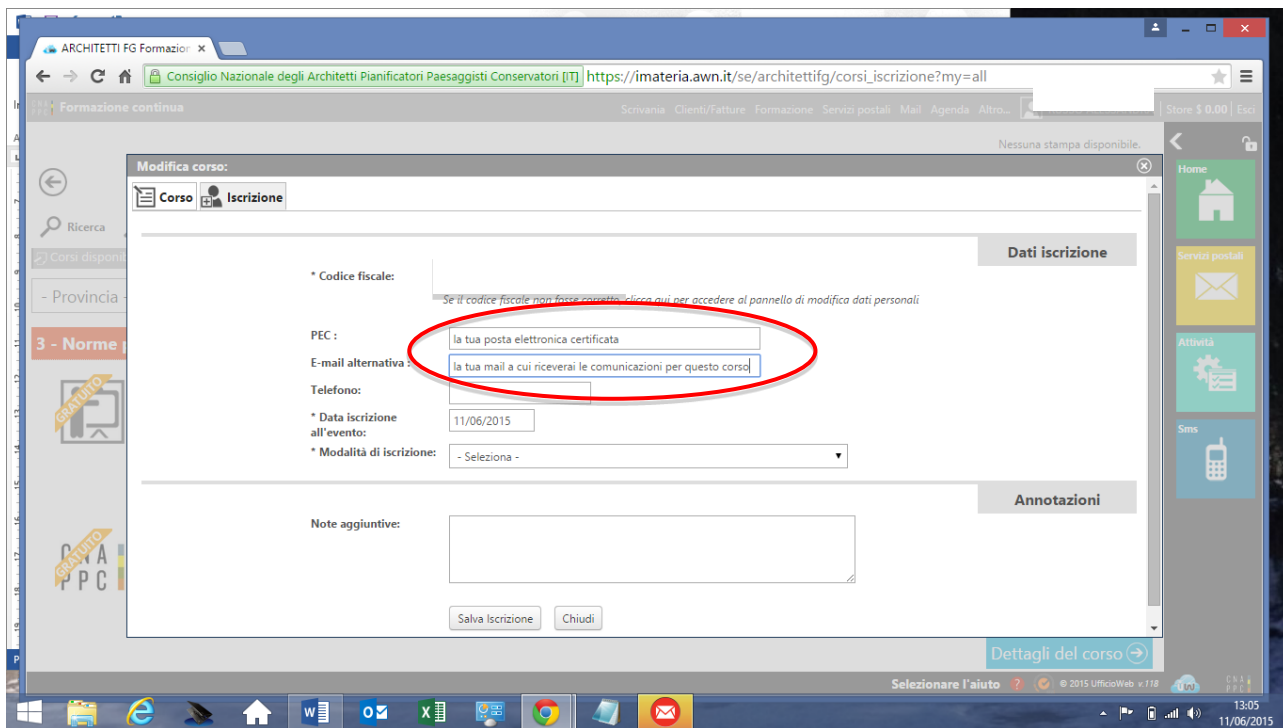 ARCHITETTI FG Formazior
Consiglio Nazionale degli Architetti Pianificatori Paesaggisti Conservatori [IT] https://imateria.awn.it/se/architettifg/corsi_iscrizione?my=all
Formazione continua
Scrivania Clienti/Fatture Formazione Servizi postali Mail Agenda Altro...
Store $ 0.00 Esci
Nessuna stampa disponibile.
Modifica corso:
Home
Corso Iscrizione
Ricerca
Dati iscrizione
Corsi disponib
Servizi postali
* Codice fiscale:
Se il codice fiscale non fosse corretto, clicca qui per accedere al pannello di modifica dati personali
- Provincia -
PEC :
la tua posta elettronica certificata
3 - Norme p
Attività
E-mail alternativa :
la tua mail a cui riceverai le comunicazioni per questo corso
Telefono:
GRATUITO
* Data iscrizione
all'evento:
11/06/2015
Sms
* Modalità di iscrizione:
- Seleziona -
Annotazioni
Note aggiuntive:
GRATUITO
CNA
PPC
Salva Iscrizione
Chiudi
Dettagli del corso
Selezionare l'aiuto
© 2015 UfficioWeb v.118
13:05
11/06/2015